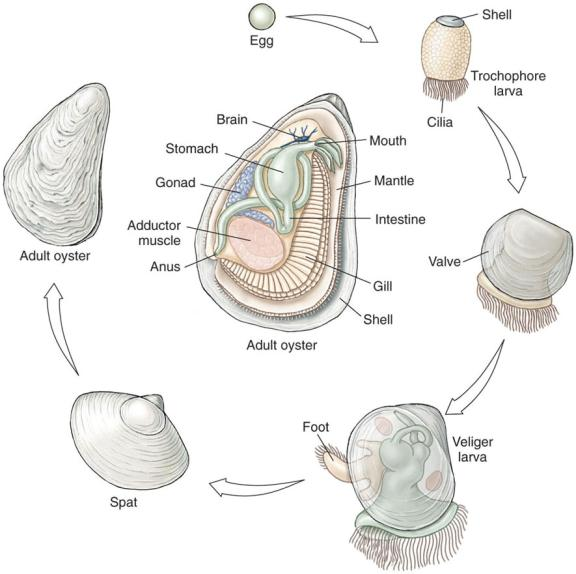 Egg
Shell
Trochophore
larva
Cilia
Brain
Stomach
Gonad
Adductor
muscle
Anus
Mouth
Mantle
Intestine
Gill
Shell
Adult oyster
Adult oyster
Valve
Foot
Veliger
larva
Spat